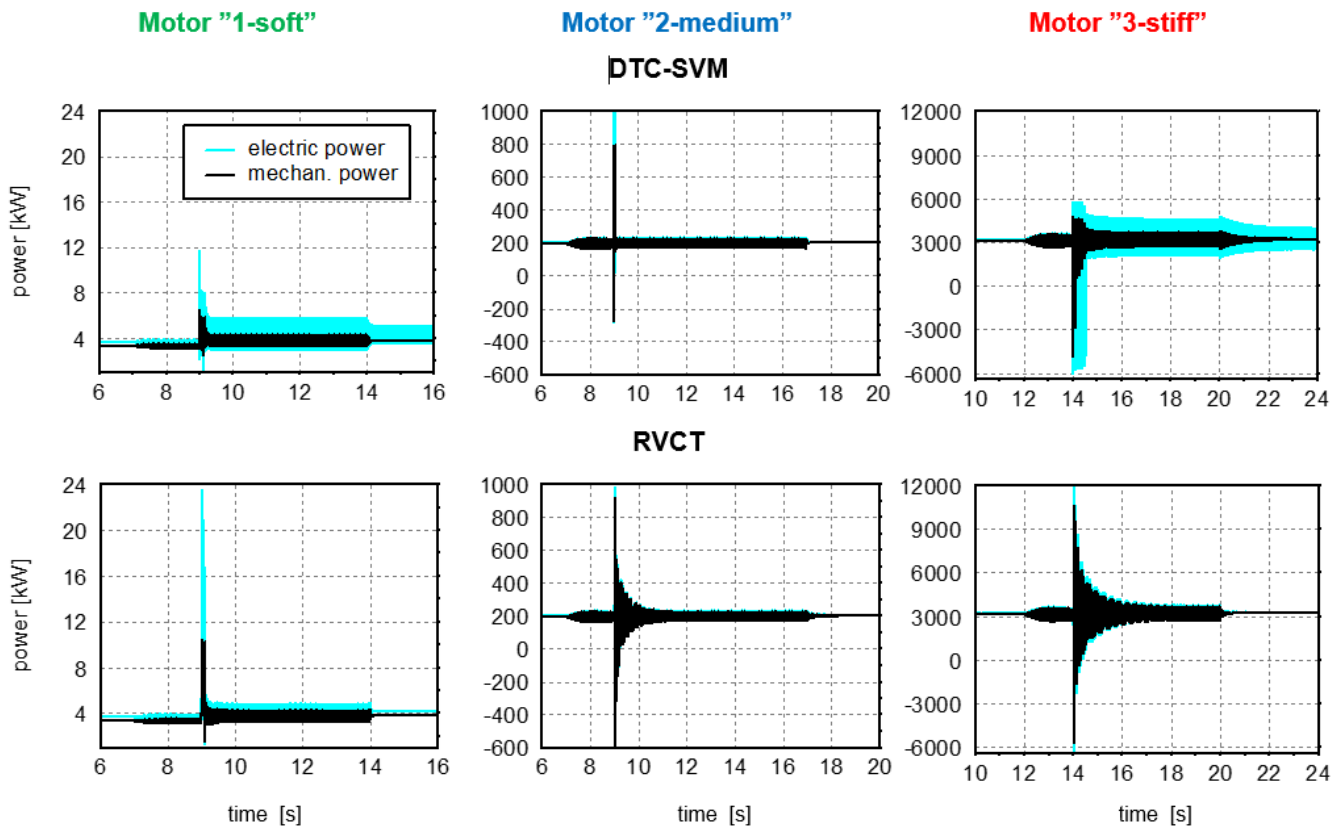 Motor ”1-soft” Motor ”2-medium” Motor ”3-stiff”
DTC-SVM
power [kW]
24
20
16
12
8
4
electric power
mechan. power
6 8 10 12 14 16
1000
800
600
400
200
0
-200
-400
-600
6 8 10 12 14 16 18 20
12000
9000
6000
3000
0
-3000
-6000
10 12 14 16 18 20 22 24
RVCT
power [kW]
24
20
16
12
8
4
6 8 10 12 14 16
time [s]
1000
800
600
400
200
0
-200
-400
-600
6 8 10 12 14 16 18 20
time [s]
12000
9000
6000
3000
0
-3000
-6000
10 12 14 16 18 20 22 24
time [s]